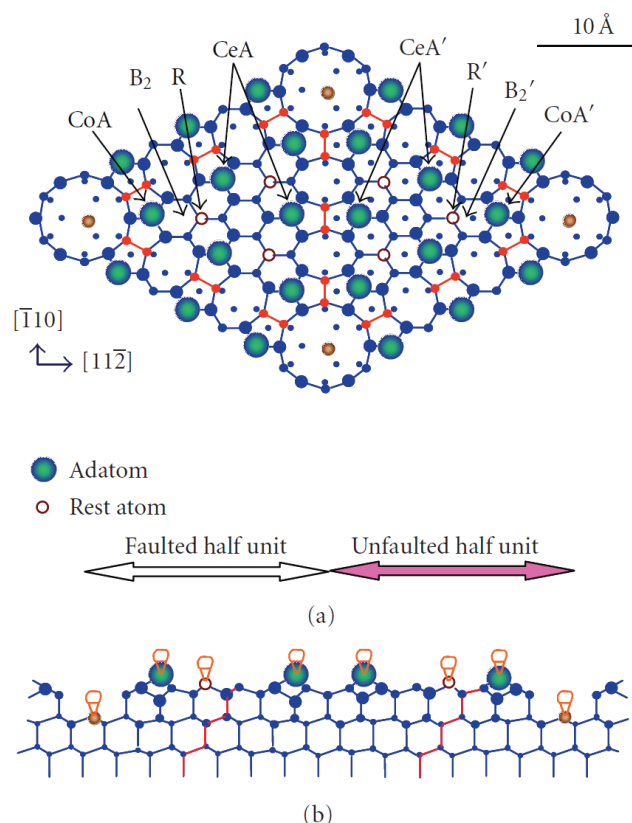 10 Å
CeA CeA′
B₂ R R′ B₂′
CoA CoA′
[1̅10]
[112̅]
Adatom
Rest atom
Faulted half unit Unfaulted half unit
(a)
(b)